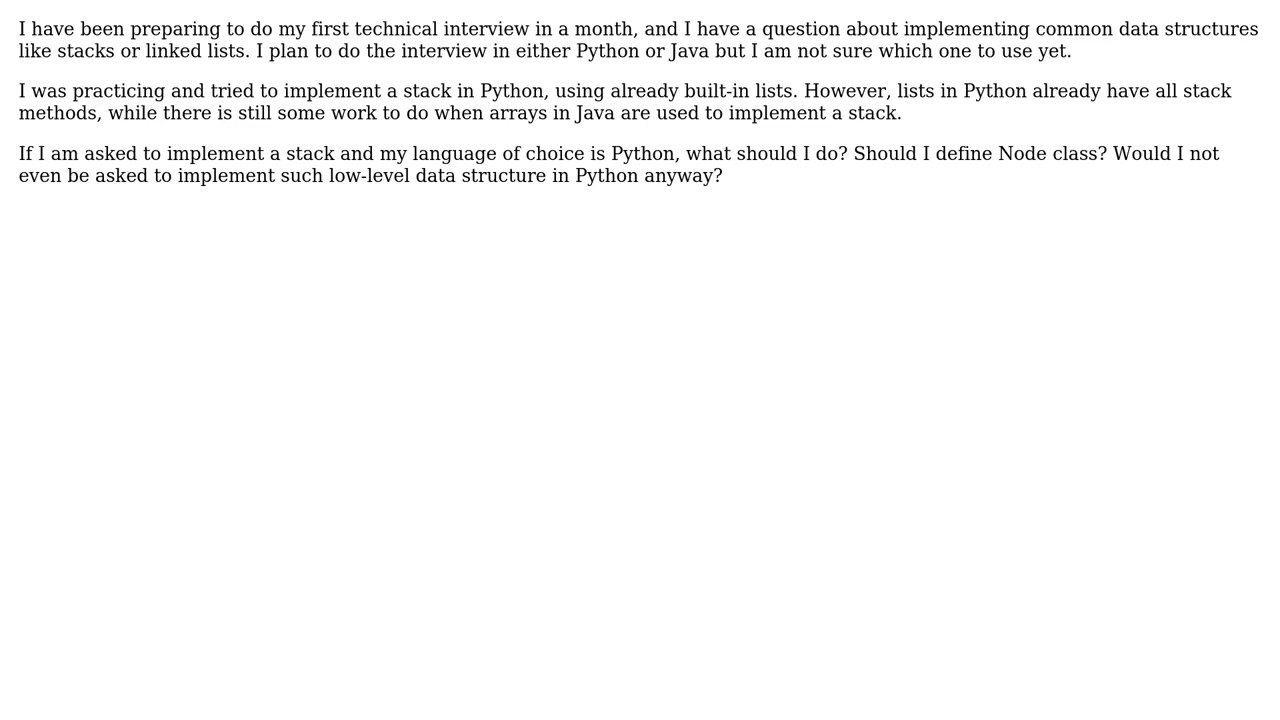 I have been preparing to do my first technical interview in a month, and I have a question about implementing common data structures
like stacks or linked lists. I plan to do the interview in either Python or Java but I am not sure which one to use yet.
I was practicing and tried to implement a stack in Python, using already built-in lists. However, lists in Python already have all stack
methods, while there is still some work to do when arrays in Java are used to implement a stack.
If I am asked to implement a stack and my language of choice is Python, what should I do? Should I define Node class? Would I not
even be asked to implement such low-level data structure in Python anyway?